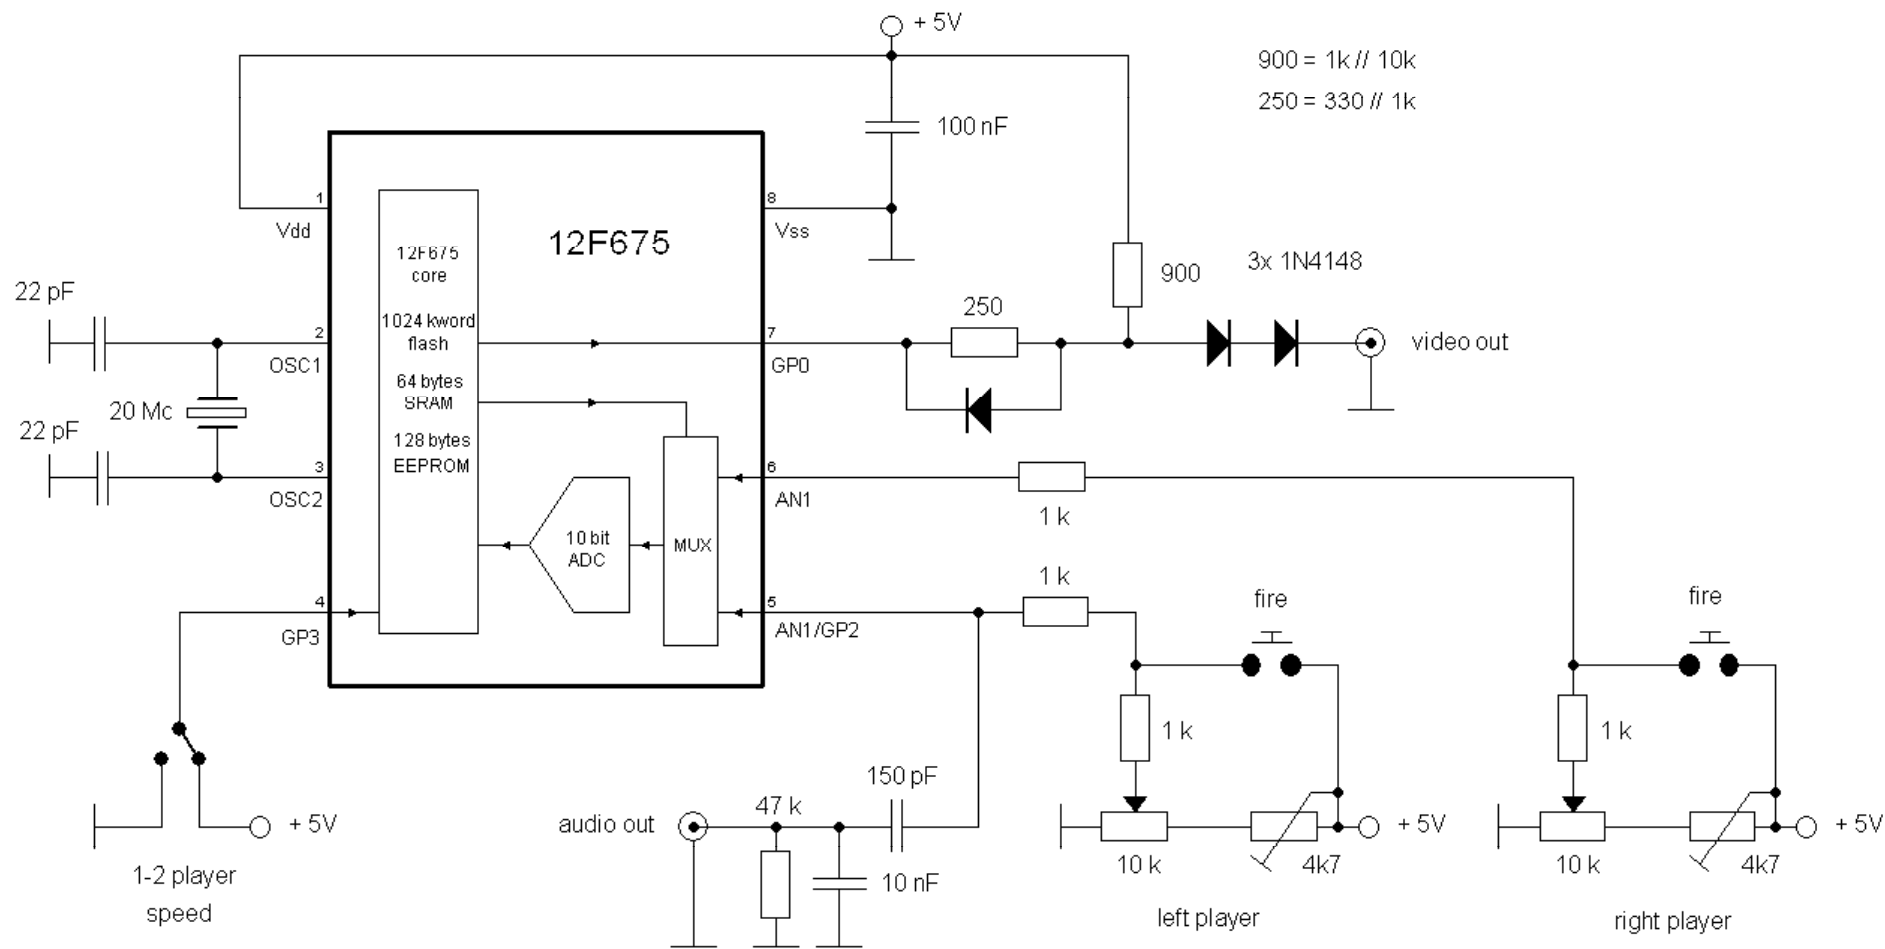 + 5V
900 = 1k // 10k
250 = 330 // 1k
100 nF
1
8
Vdd
Vss
12F675
12F675
core
1024 kword
flash
64 bytes
SRAM
128 bytes
EEPROM
900
3x 1N4148
22 pF
250
2
7
OSC1
GP0
video out
20 Mc
22 pF
3
6
OSC2
AN1
1 k
10 bit
ADC
MUX
1 k
4
5
GP3
AN1/GP2
fire
fire
1 k
1 k
150 pF
47 k
audio out
+ 5V
+ 5V
+ 5V
10 k
4k7
10 k
4k7
1-2 player
speed
10 nF
left player
right player